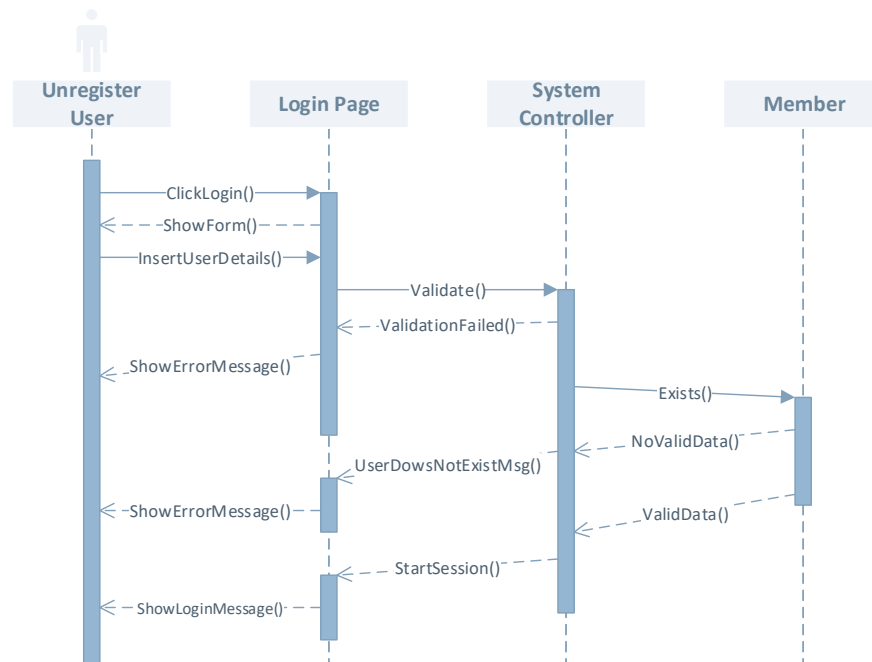 Unregister
User
Login Page
System
Controller
Member
ClickLogin()
ShowForm()
InsertUserDetails()
Validate()
ValidationFailed()
ShowErrorMessage()
Exists()
NoValidData()
UserDowsNotExistMsg()
ShowErrorMessage()
ValidData()
StartSession()
ShowLoginMessage()